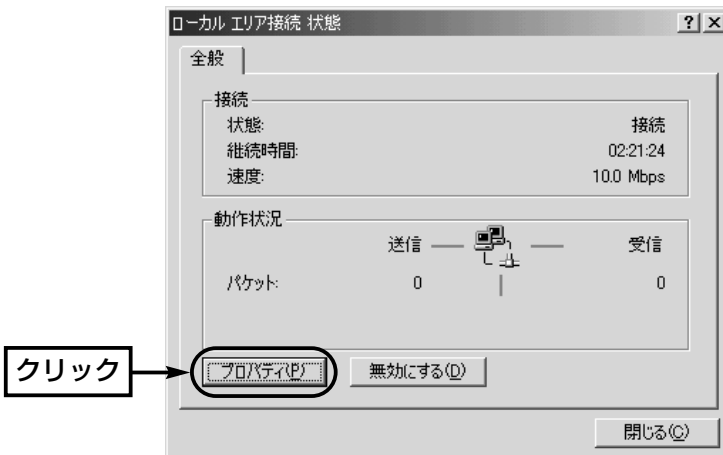 ローカル エリア接続 状態
全般
接続
状態: 接続
継続時間: 02:21:24
速度: 10.0 Mbps
動作状況
送信 受信
パケット: 0 0
クリック
プロパティ(P) 無効にする(D)
閉じる(C)